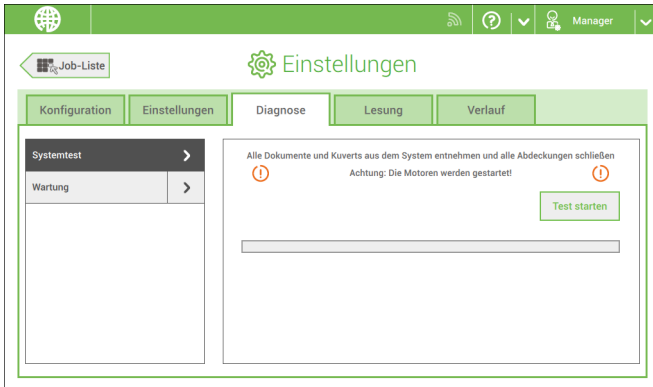 Manager
Job-Liste
Einstellungen
Konfiguration
Einstellungen
Diagnose
Lesung
Verlauf
Systemtest
Wartung
Alle Dokumente und Kuverts aus dem System entnehmen und alle Abdeckungen schließen
Achtung: Die Motoren werden gestartet!
Test starten